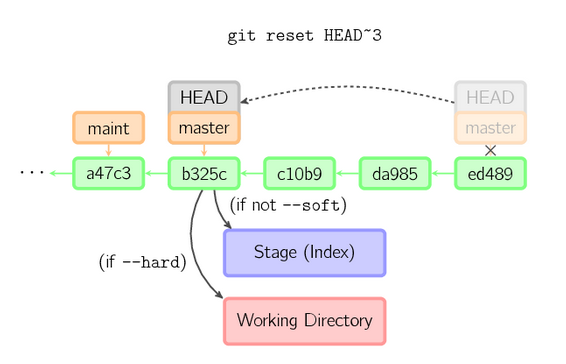 git reset HEAD~3
HEAD
HEAD
maint
master
master
... a47c3 b325c c10b9 da985 ed489
(if not --soft)
Stage (Index)
(if --hard)
Working Directory